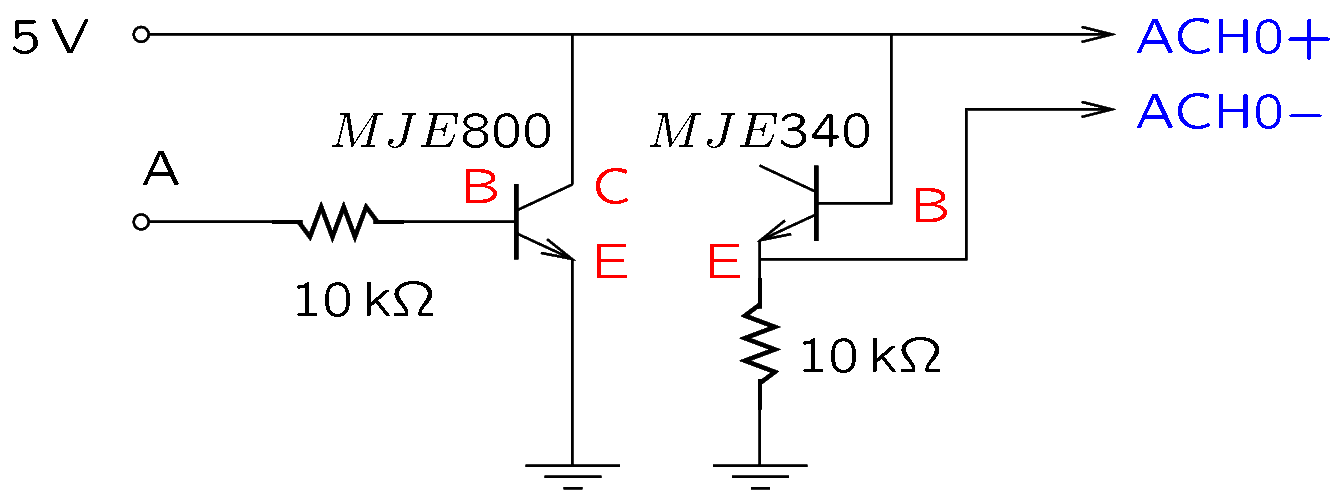 5 V
ACH0+
ACH0−
MJE800
MJE340
A
B
C
B
E
E
10 kΩ
10 kΩ